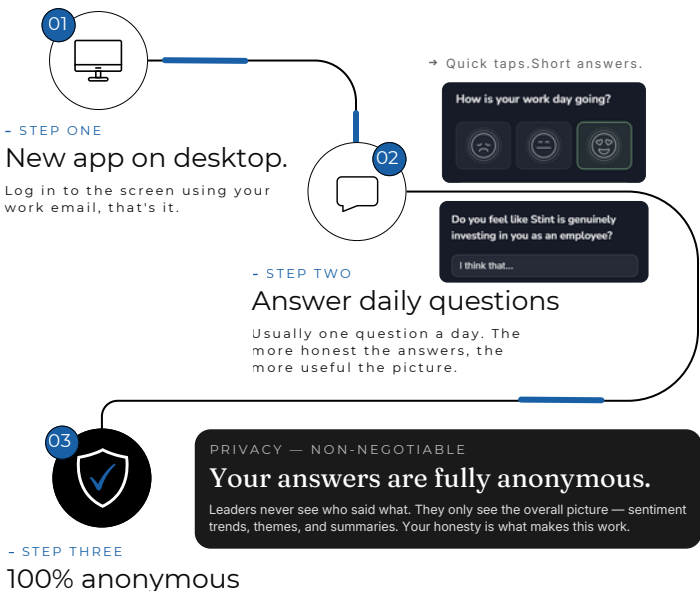 01
– STEP ONE
New app on desktop.
Log in to the screen using your
work email, that's it.
→ Quick taps.Short answers.
How is your work day going?
02
Do you feel like Stint is genuinely
investing in you as an employee?
I think that...
– STEP TWO
Answer daily questions
Usually one question a day. The
more honest the answers, the
more useful the picture.
03
PRIVACY — NON-NEGOTIABLE
Your answers are fully anonymous.
Leaders never see who said what. They only see the overall picture — sentiment
trends, themes, and summaries. Your honesty is what makes this work.
– STEP THREE
100% anonymous